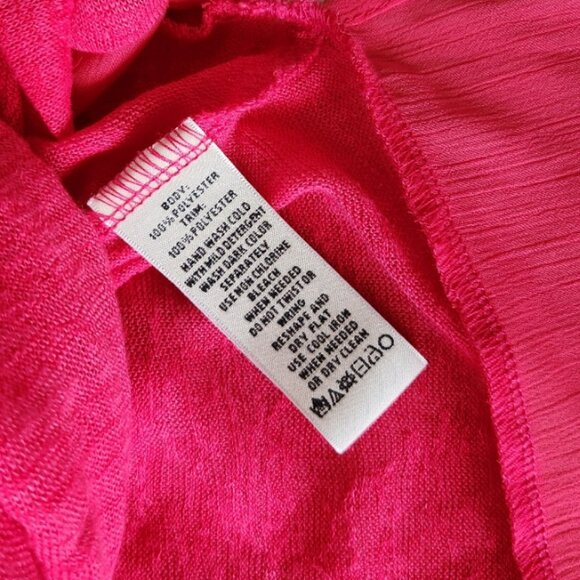 BODY:
100% POLYESTER
TRIM:
100% POLYESTER
HAND WASH COLD
WITH MILD DETERGENT
WASH DARK COLOR
SEPARATELY
USE NON CHLORINE
BLEACH
WHEN NEEDED
DO NOT TWIST OR
WRING
RESHAPE AND
DRY FLAT
USE COOL IRON
WHEN NEEDED
OR DRY CLEAN